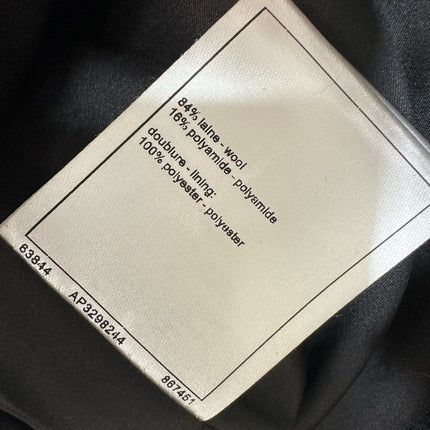 84% laine - wool
16% polyamide - polyamide
doublure - lining:
100% polyester - polyester
63844
AP3298244
867451